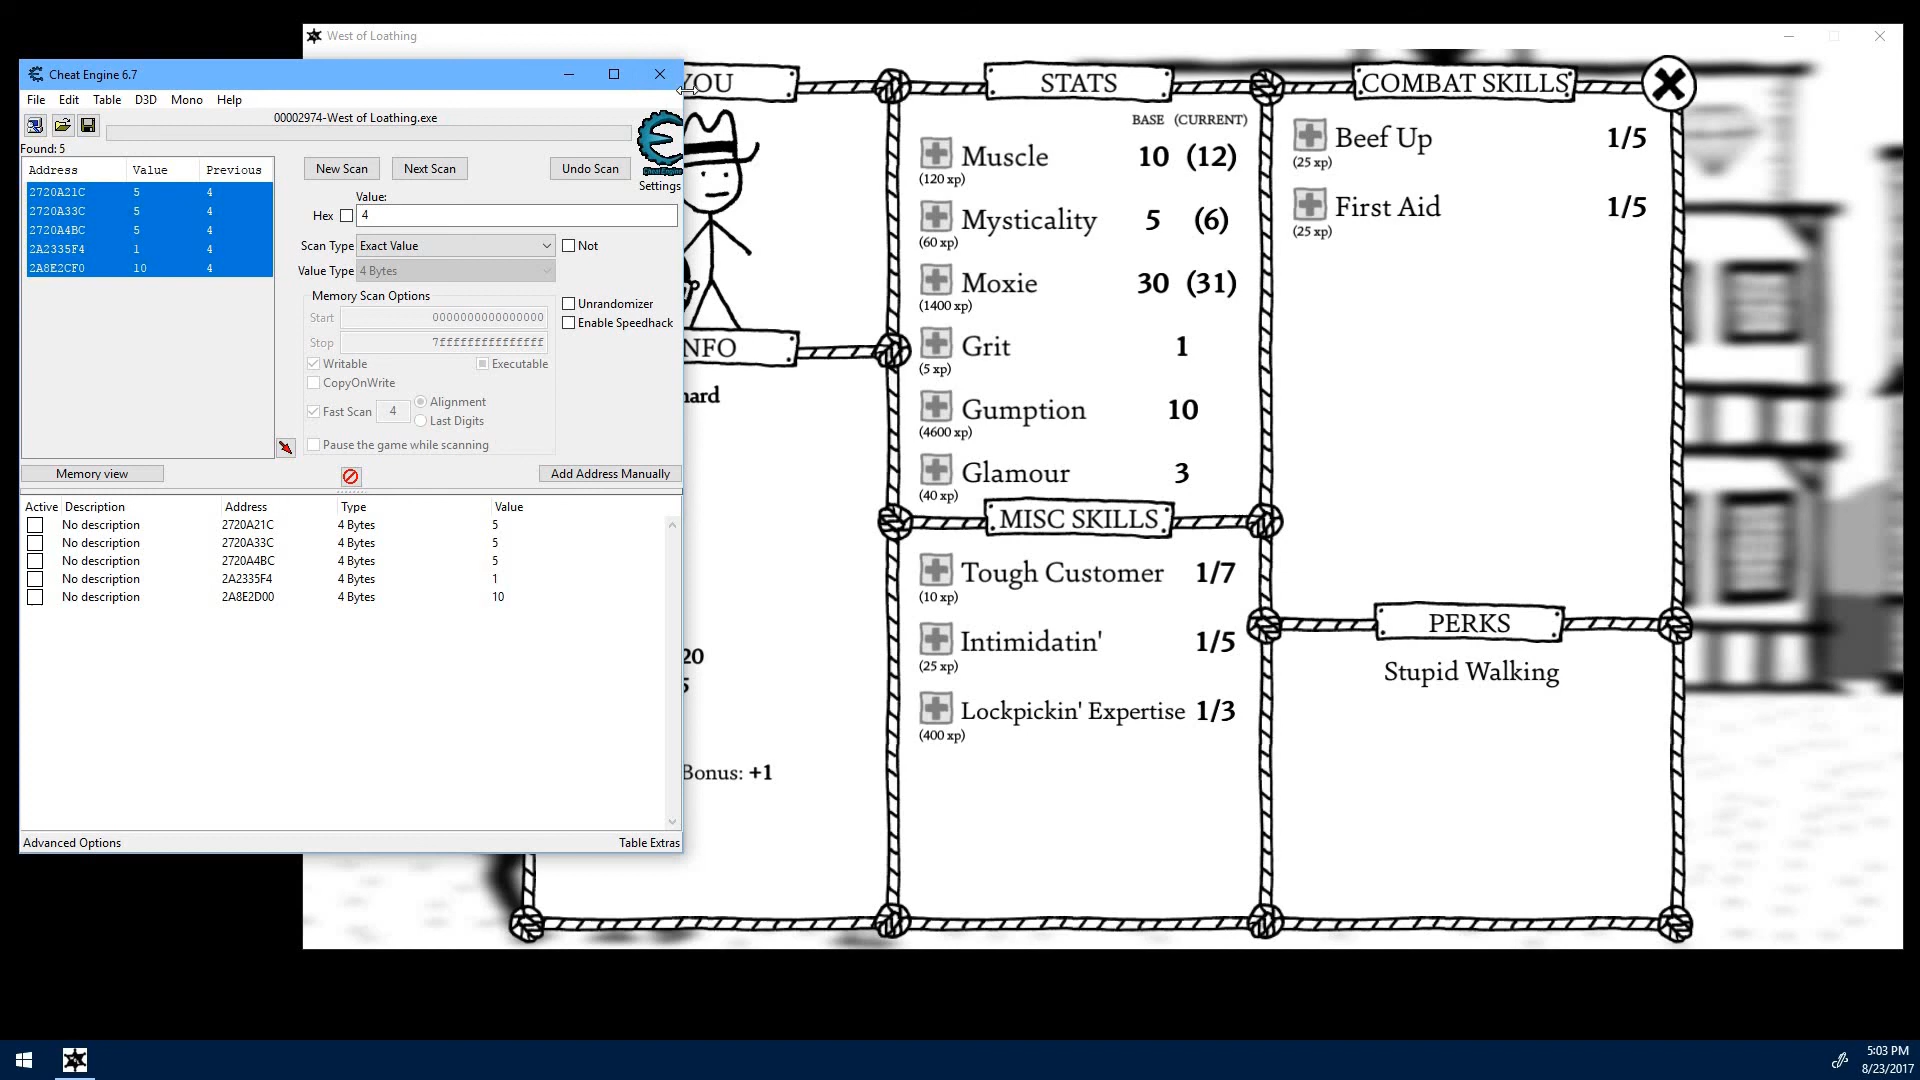 West of Loathing
Cheat Engine 6.7
File Edit Table D3D Mono Help
00002974-West of Loathing.exe
Found: 5
Address Value Previous
2720A21C 5 4
2720A33C 5 4
2720A4BC 5 4
2A2335F4 1 4
2A8E2CF0 10 4
New Scan Next Scan Undo Scan
Cheat Engine
Settings
Value:
Hex 4
Scan Type Exact Value Not
Value Type 4 Bytes
Memory Scan Options
Start 0000000000000000
Stop 7fffffffffffffff
Writable Executable
CopyOnWrite
Fast Scan 4 Alignment
Last Digits
Pause the game while scanning
Unrandomizer
Enable Speedhack
Memory view Add Address Manually
Active Description Address Type Value
No description 2720A21C 4 Bytes 5
No description 2720A33C 4 Bytes 5
No description 2720A4BC 4 Bytes 5
No description 2A2335F4 4 Bytes 1
No description 2A8E2D00 4 Bytes 10
Advanced Options Table Extras
YOU
NFO
nard
20
5
Bonus: +1
STATS
BASE (CURRENT)
Muscle 10 (12)
(120 xp)
Mysticality 5 (6)
(60 xp)
Moxie 30 (31)
(1400 xp)
Grit 1
(5 xp)
Gumption 10
(4600 xp)
Glamour 3
(40 xp)
MISC SKILLS
Tough Customer 1/7
(10 xp)
Intimidatin' 1/5
(25 xp)
Lockpickin' Expertise 1/3
(400 xp)
COMBAT SKILLS
Beef Up 1/5
(25 xp)
First Aid 1/5
(25 xp)
PERKS
Stupid Walking
5:03 PM
8/23/2017